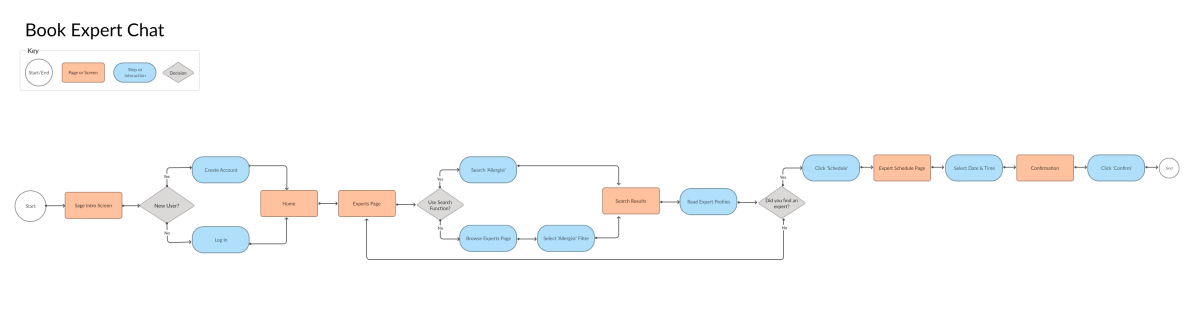 Book Expert Chat
Key
Start/End
Page or Screen
Step or
Interaction
Decision
Start
Sage Intro Screen
New User?
Yes
Create Account
No
Log In
Home
Experts Page
Use Search
Function?
Yes
Search 'Allergist'
No
Browse Experts Page
Select 'Allergist' Filter
Search Results
Read Expert Profiles
Did you find an
expert?
Yes
No
Click 'Schedule'
Expert Schedule Page
Select Date & Time
Confirmation
Click 'Confirm'
End